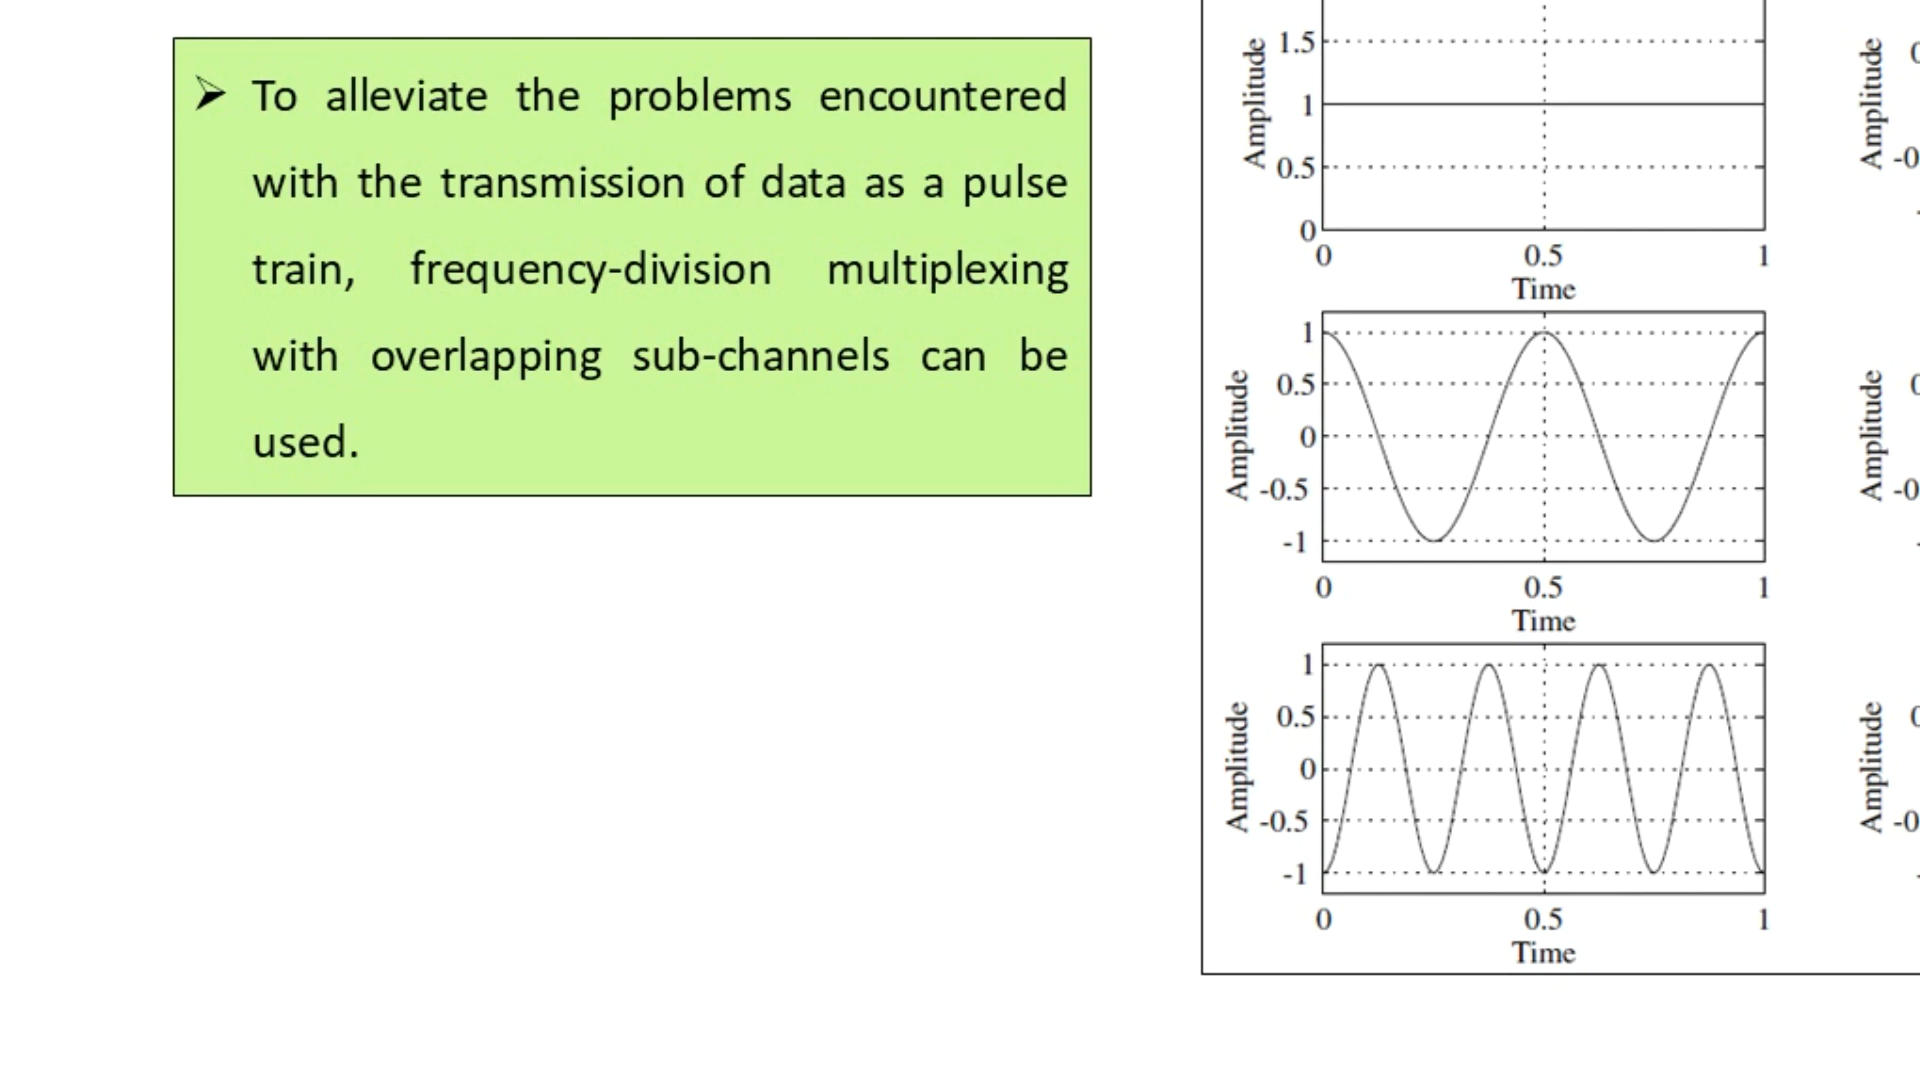 ➢ To alleviate the problems encountered
with the transmission of data as a pulse
train, frequency-division multiplexing
with overlapping sub-channels can be
used.
Amplitude
1.5
1
0.5
0
0 0.5 1
Time
Amplitude
-0
Amplitude
1
0.5
0
-0.5
-1
0 0.5 1
Time
Amplitude
-0
Amplitude
1
0.5
0
-0.5
-1
0 0.5 1
Time
Amplitude
-0